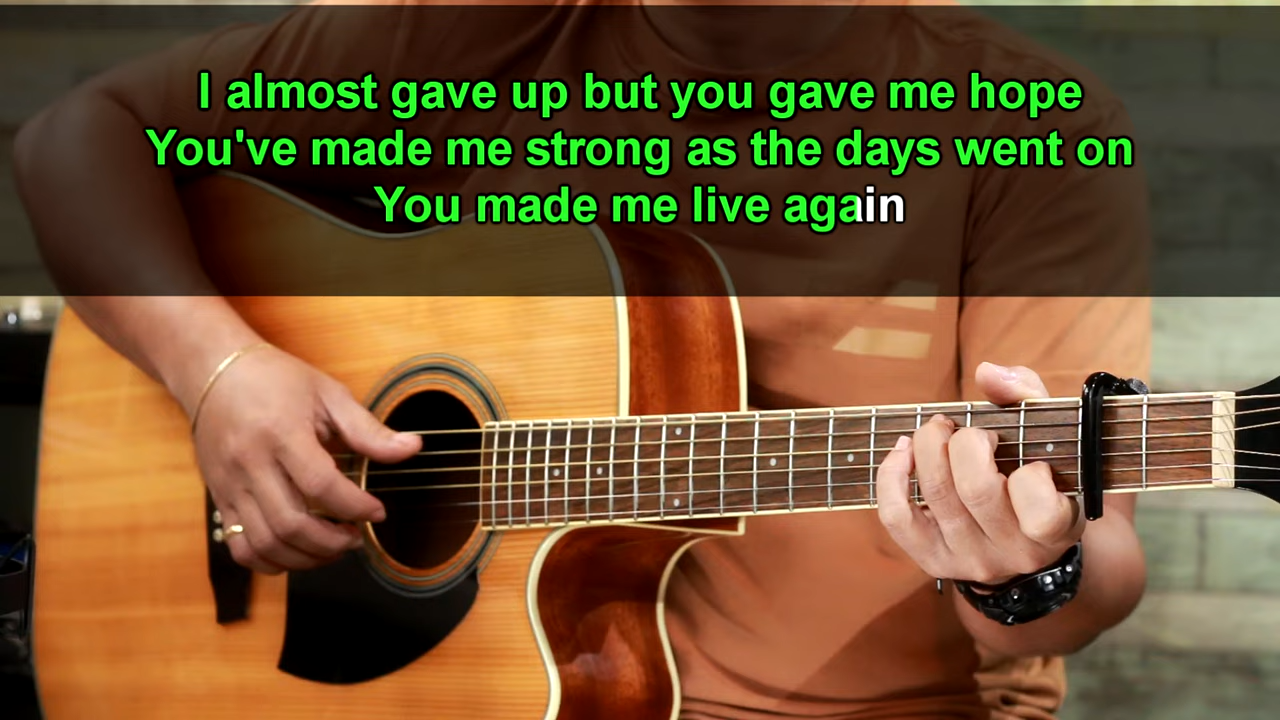 I almost gave up but you gave me hope
You've made me strong as the days went on
You made me live again